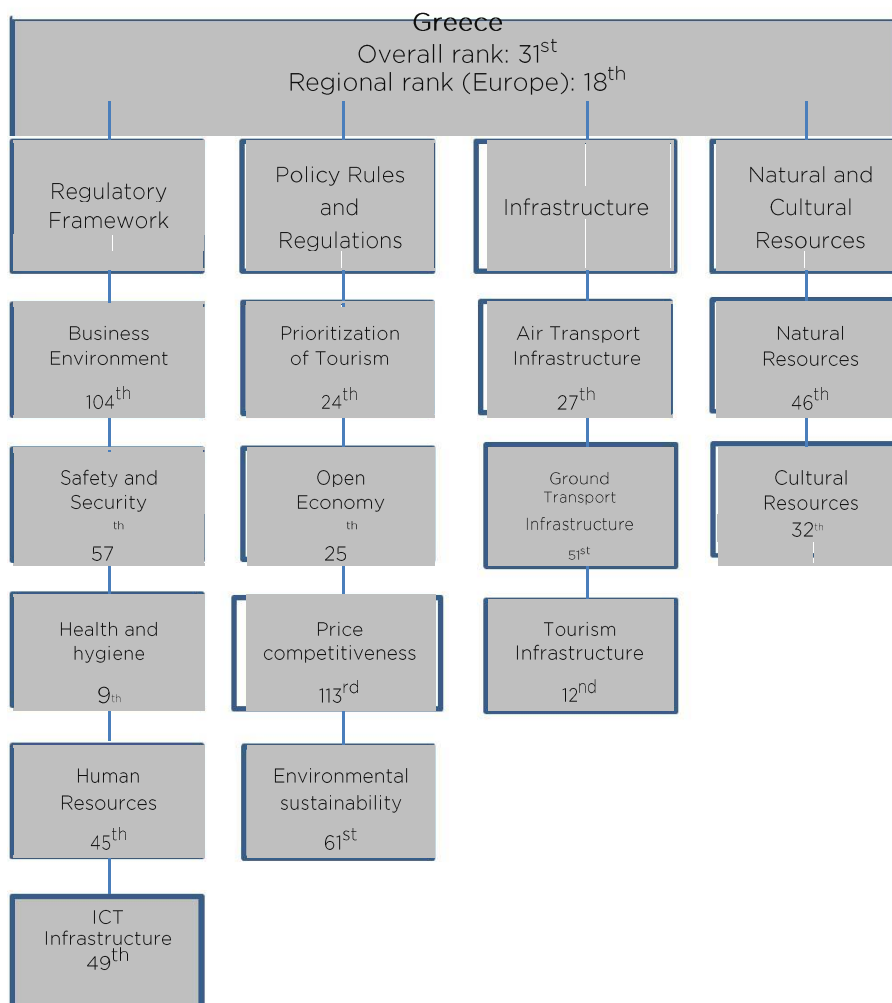 Greece
Overall rank: 31st
Regional rank (Europe): 18th
Regulatory
Framework
Business
Environment
104th
Safety and
Security
th
57
Health and
hygiene
9th
Human
Resources
45th
ICT
Infrastructure
49th
Policy Rules
and
Regulations
Prioritization
of Tourism
24th
Open
Economy
th
25
Price
competitiveness
113rd
Environmental
sustainability
61st
Infrastructure
Air Transport
Infrastructure
27th
Ground
Transport
Infrastructure
51st
Tourism
Infrastructure
12nd
Natural and
Cultural
Resources
Natural
Resources
46th
Cultural
Resources
32th